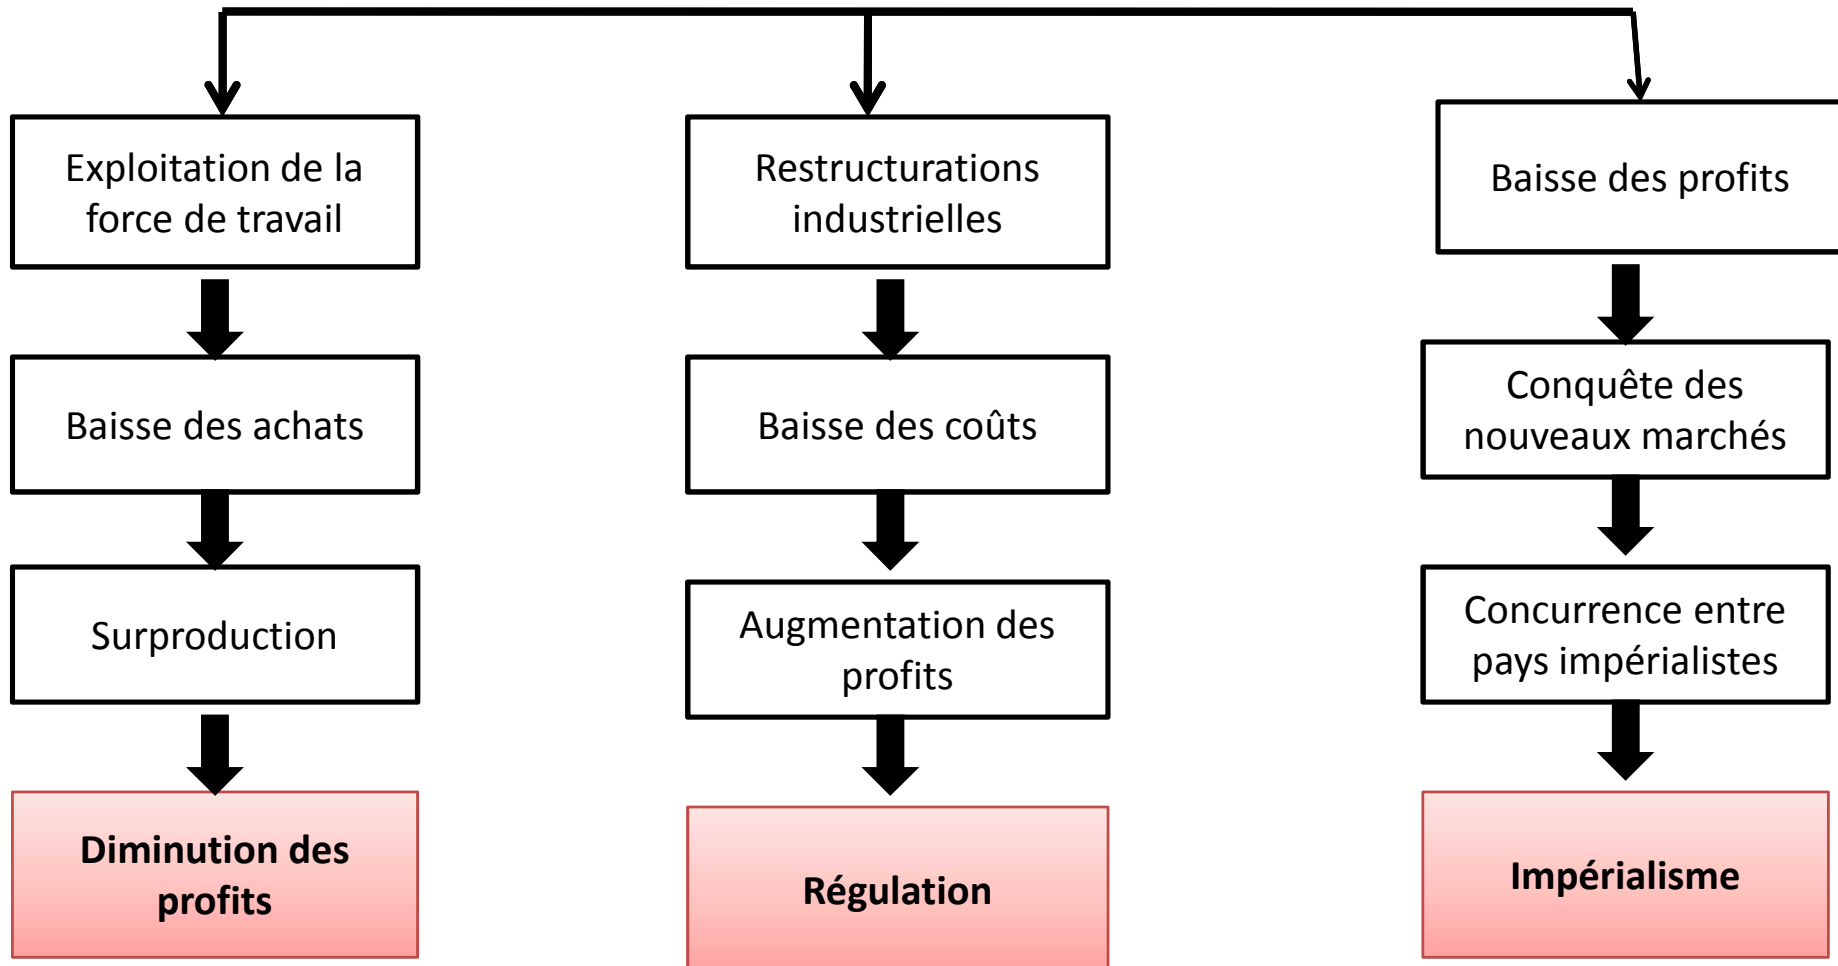 Exploitation de la
force de travail
Baisse des achats
Surproduction
Diminution des
profits
Restructurations
industrielles
Baisse des coûts
Augmentation des
profits
Régulation
Baisse des profits
Conquête des
nouveaux marchés
Concurrence entre
pays impérialistes
Impérialisme